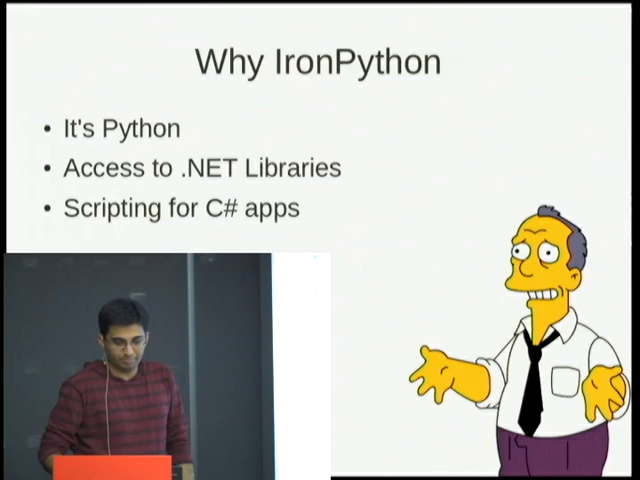 Why IronPython
• It's Python
• Access to .NET Libraries
• Scripting for C# apps